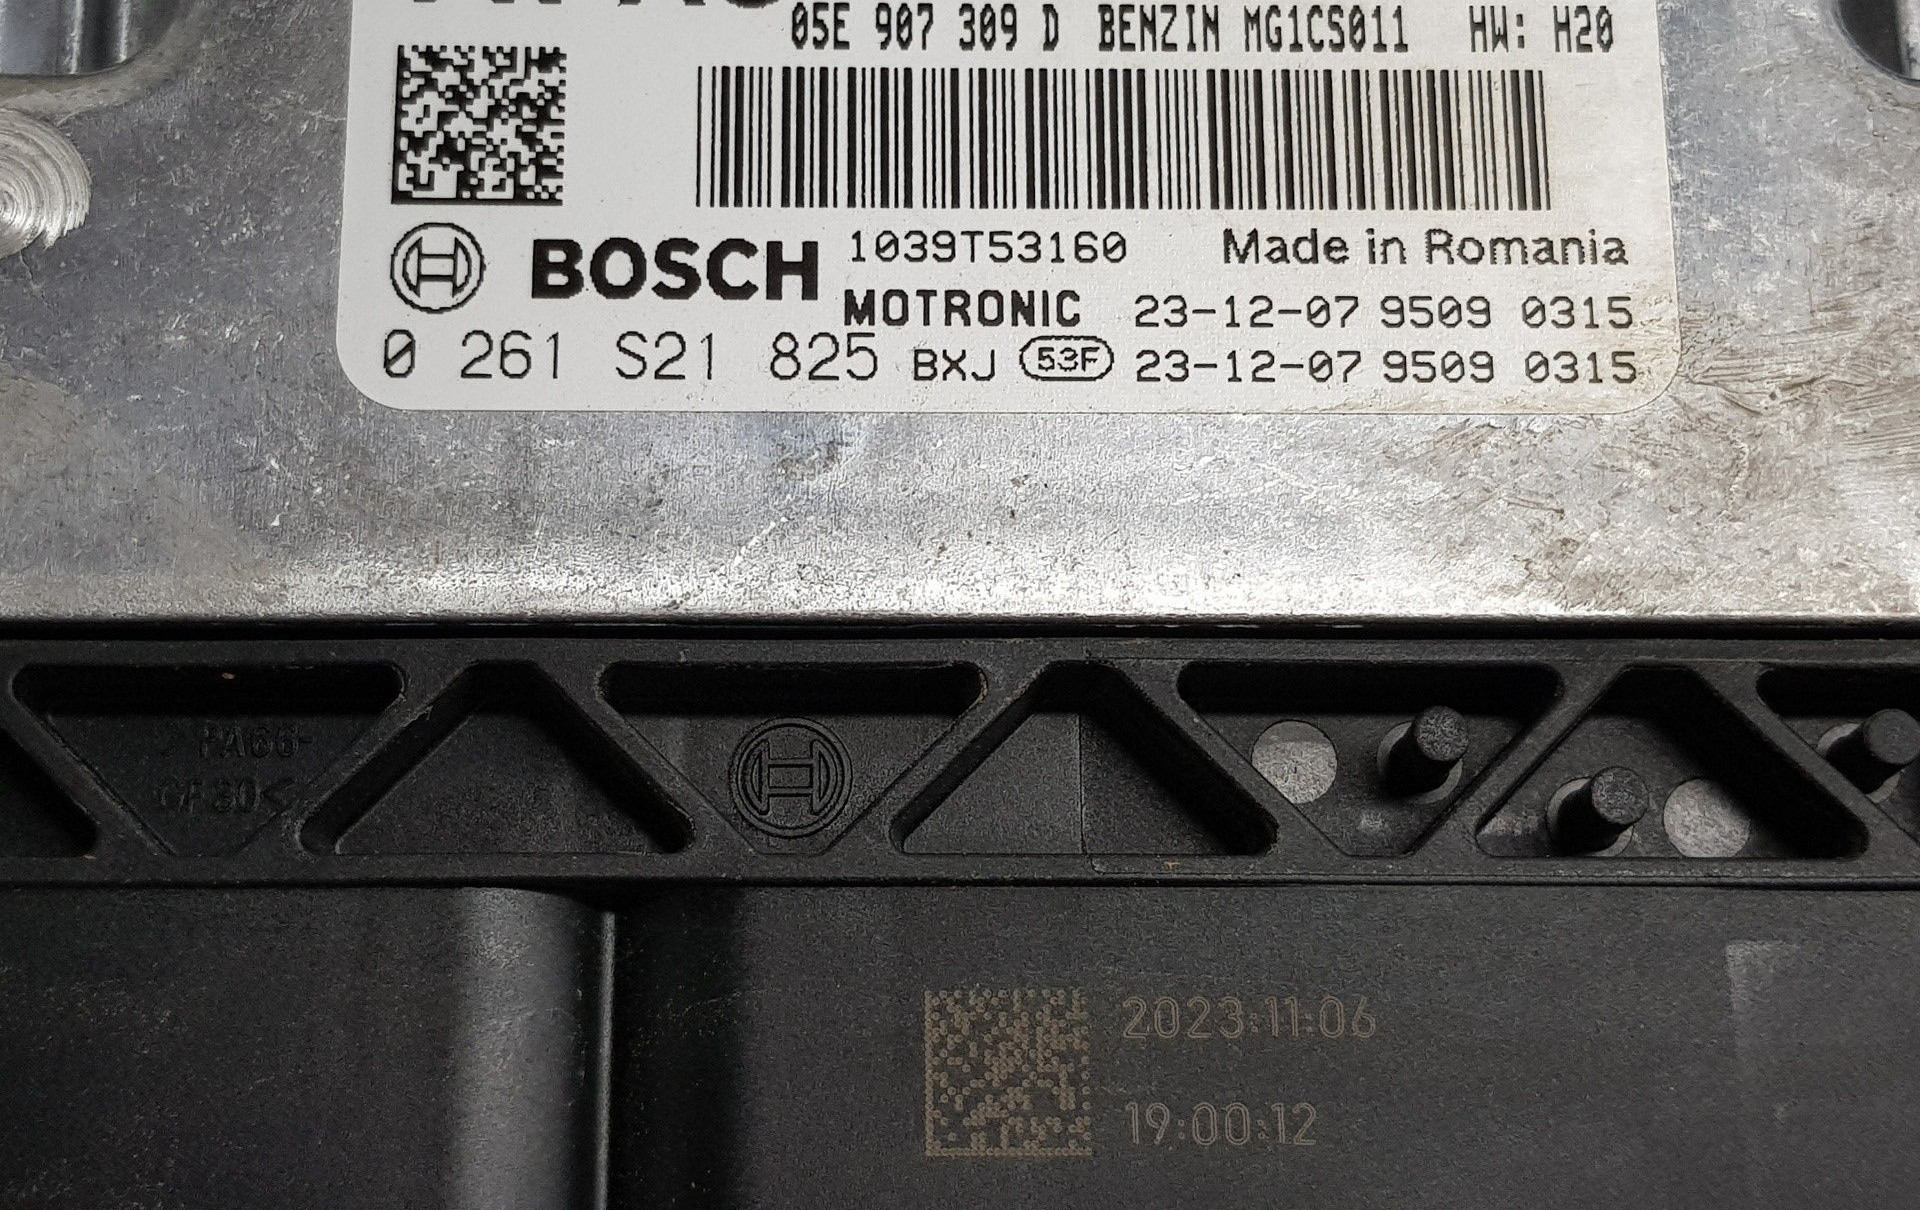 05E 907 309 D BENZIN MG1CS011 HW: H20
BOSCH 1039T53160 Made in Romania
MOTRONIC 23-12-07 9509 0315
0 261 S21 825 BXJ 53F 23-12-07 9509 0315
PA66-
GF30<
2023:11:06
19:00:12